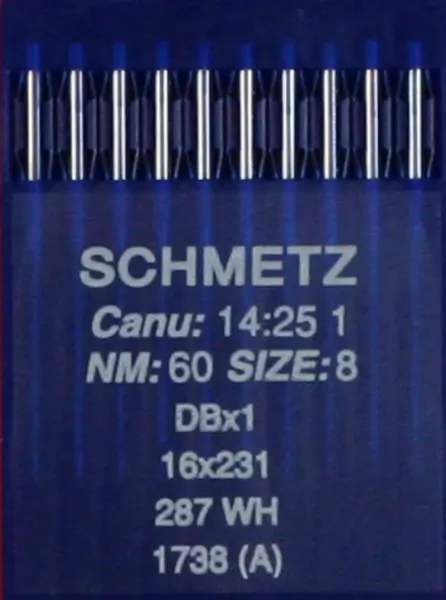 SCHMETZ
Canu: 14:25 1
NM: 60 SIZE: 8
DBx1
16x231
287 WH
1738 (A)